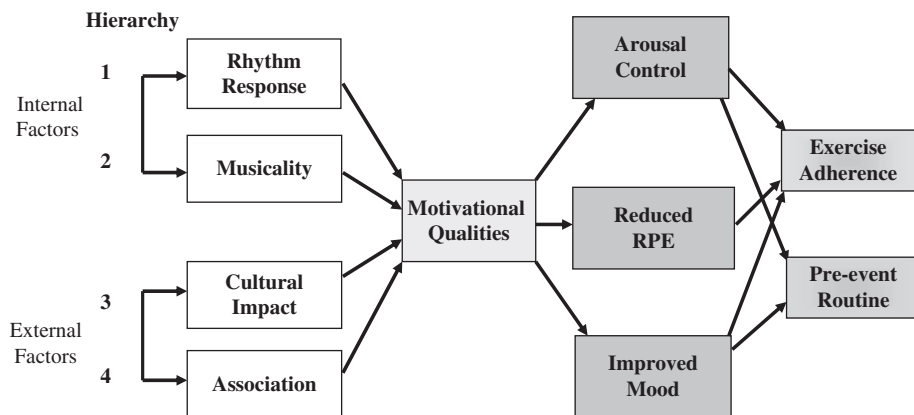 Hierarchy
1
Rhythm
Response
Internal
Factors
2
Musicality
3
Cultural
Impact
External
Factors
4
Association
Motivational
Qualities
Arousal
Control
Reduced
RPE
Improved
Mood
Exercise
Adherence
Pre-event
Routine